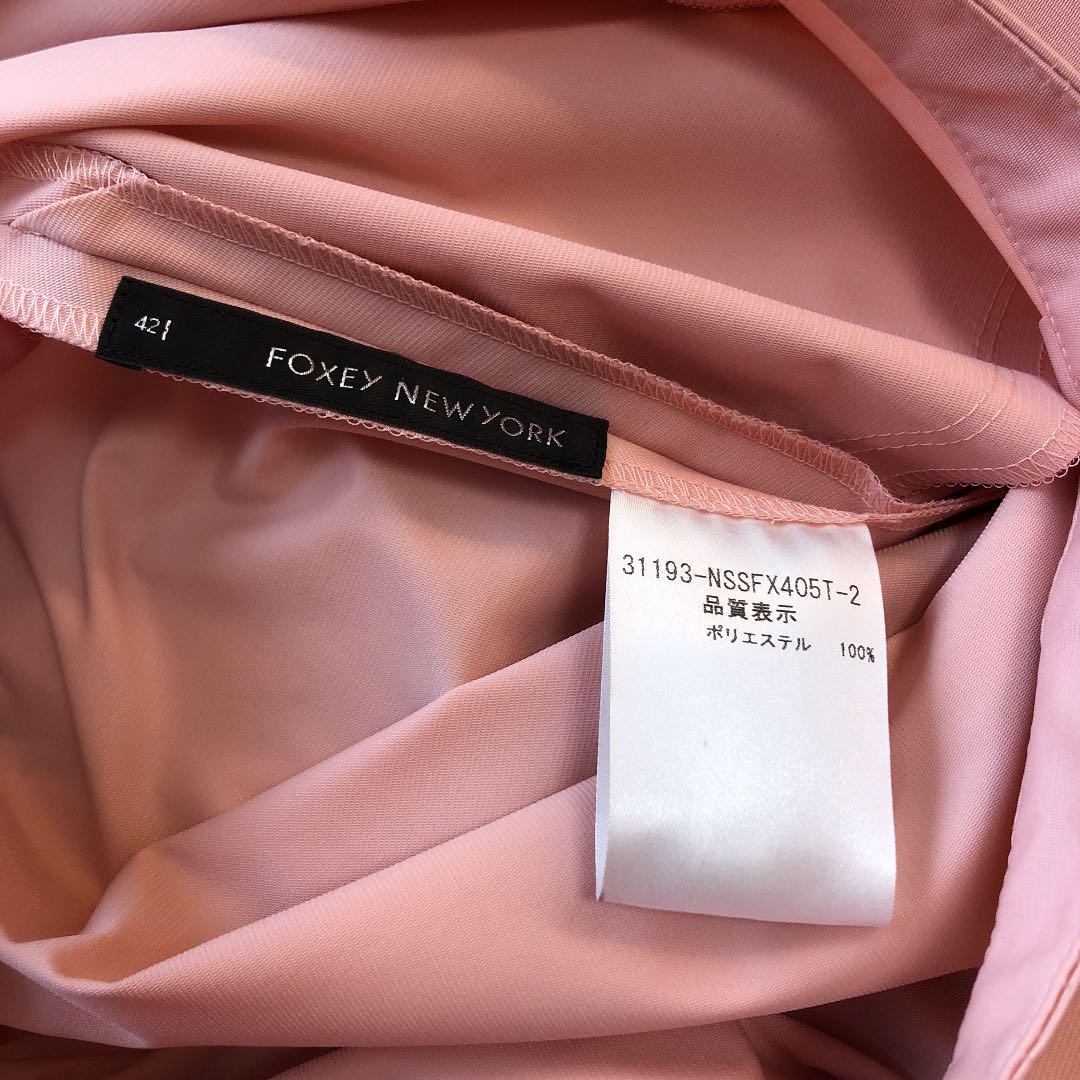 42
FOXEY NEW YORK
31193-NSSFX405T-2
品質表示
ポリエステル 100%